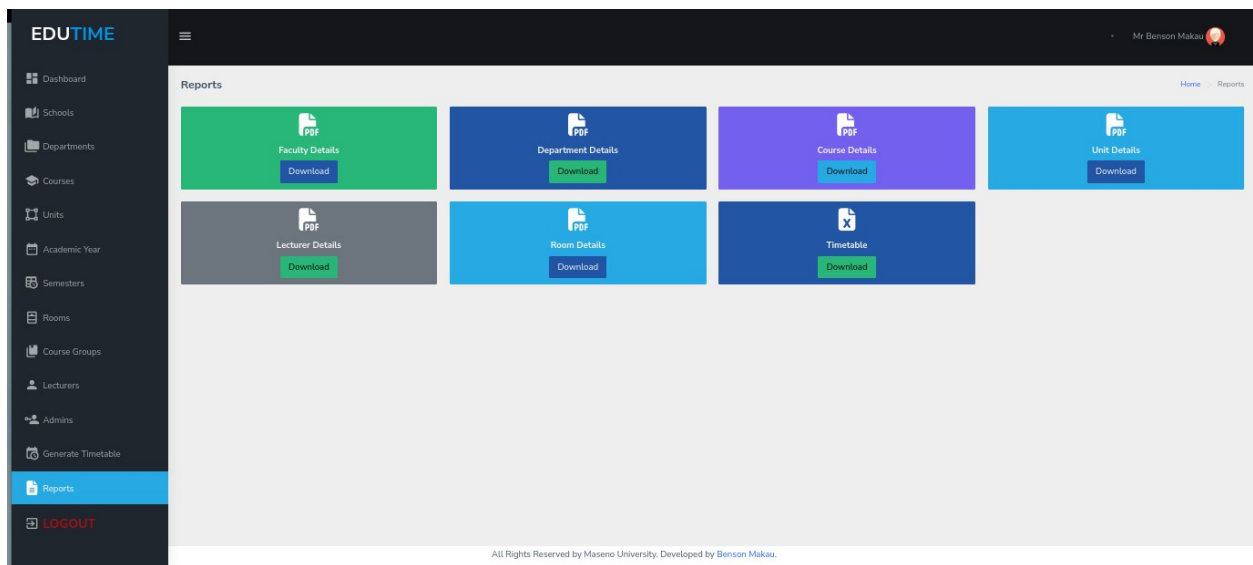 EDUTIME
Mr Benson Makau
Dashboard
Schools
Departments
Courses
Units
Academic Year
Semesters
Rooms
Course Groups
Lecturers
Admins
Generate Timetable
Reports
LOGOUT
Reports
Home Reports
PDF PDF PDF PDF
Faculty Details Department Details Course Details Unit Details
Download Download Download Download
PDF PDF X
Lecturer Details Room Details Timetable
Download Download Download
All Rights Reserved by Maseno University. Developed by Benson Makau.